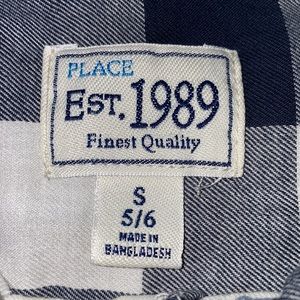 PLACE
EST. 1989
Finest Quality
S
5/6
MADE IN
BANGLADESH